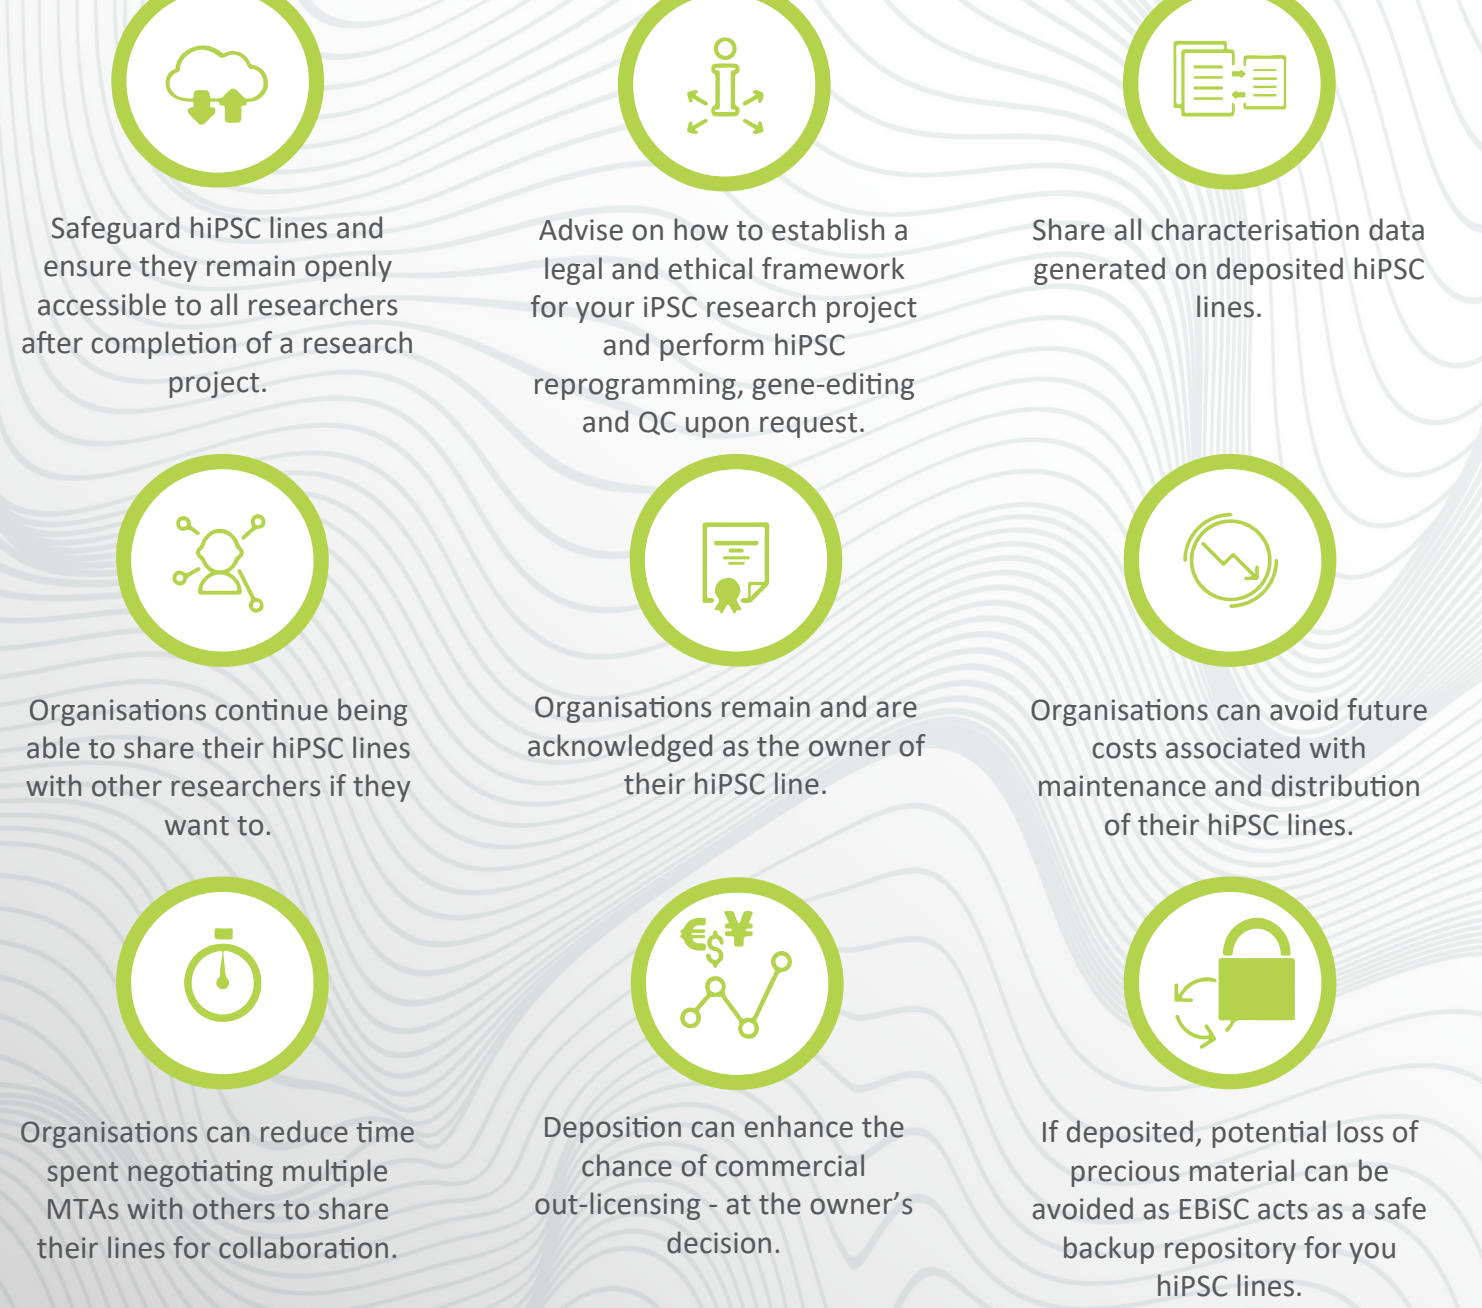 Safeguard hiPSC lines and
ensure they remain openly
accessible to all researchers
after completion of a research
project.
Advise on how to establish a
legal and ethical framework
for your iPSC research project
and perform hiPSC
reprogramming, gene-editing
and QC upon request.
Share all characterisation data
generated on deposited hiPSC
lines.
Organisations continue being
able to share their hiPSC lines
with other researchers if they
want to.
Organisations remain and are
acknowledged as the owner of
their hiPSC line.
Organisations can avoid future
costs associated with
maintenance and distribution
of their hiPSC lines.
€$¥
Organisations can reduce time
spent negotiating multiple
MTAs with others to share
their lines for collaboration.
Deposition can enhance the
chance of commercial
out-licensing - at the owner’s
decision.
If deposited, potential loss of
precious material can be
avoided as EBiSC acts as a safe
backup repository for you
hiPSC lines.